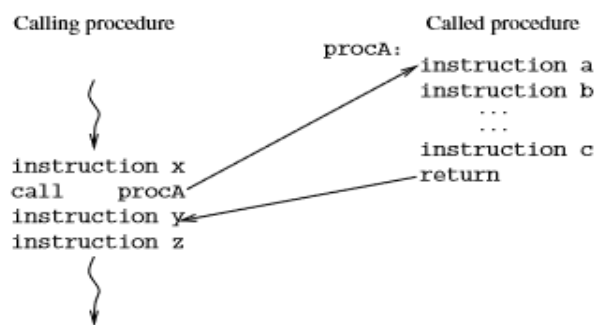 Calling procedure
instruction x
call procA
instruction y
instruction z
Called procedure
procA:
instruction a
instruction b
...
...
instruction c
return